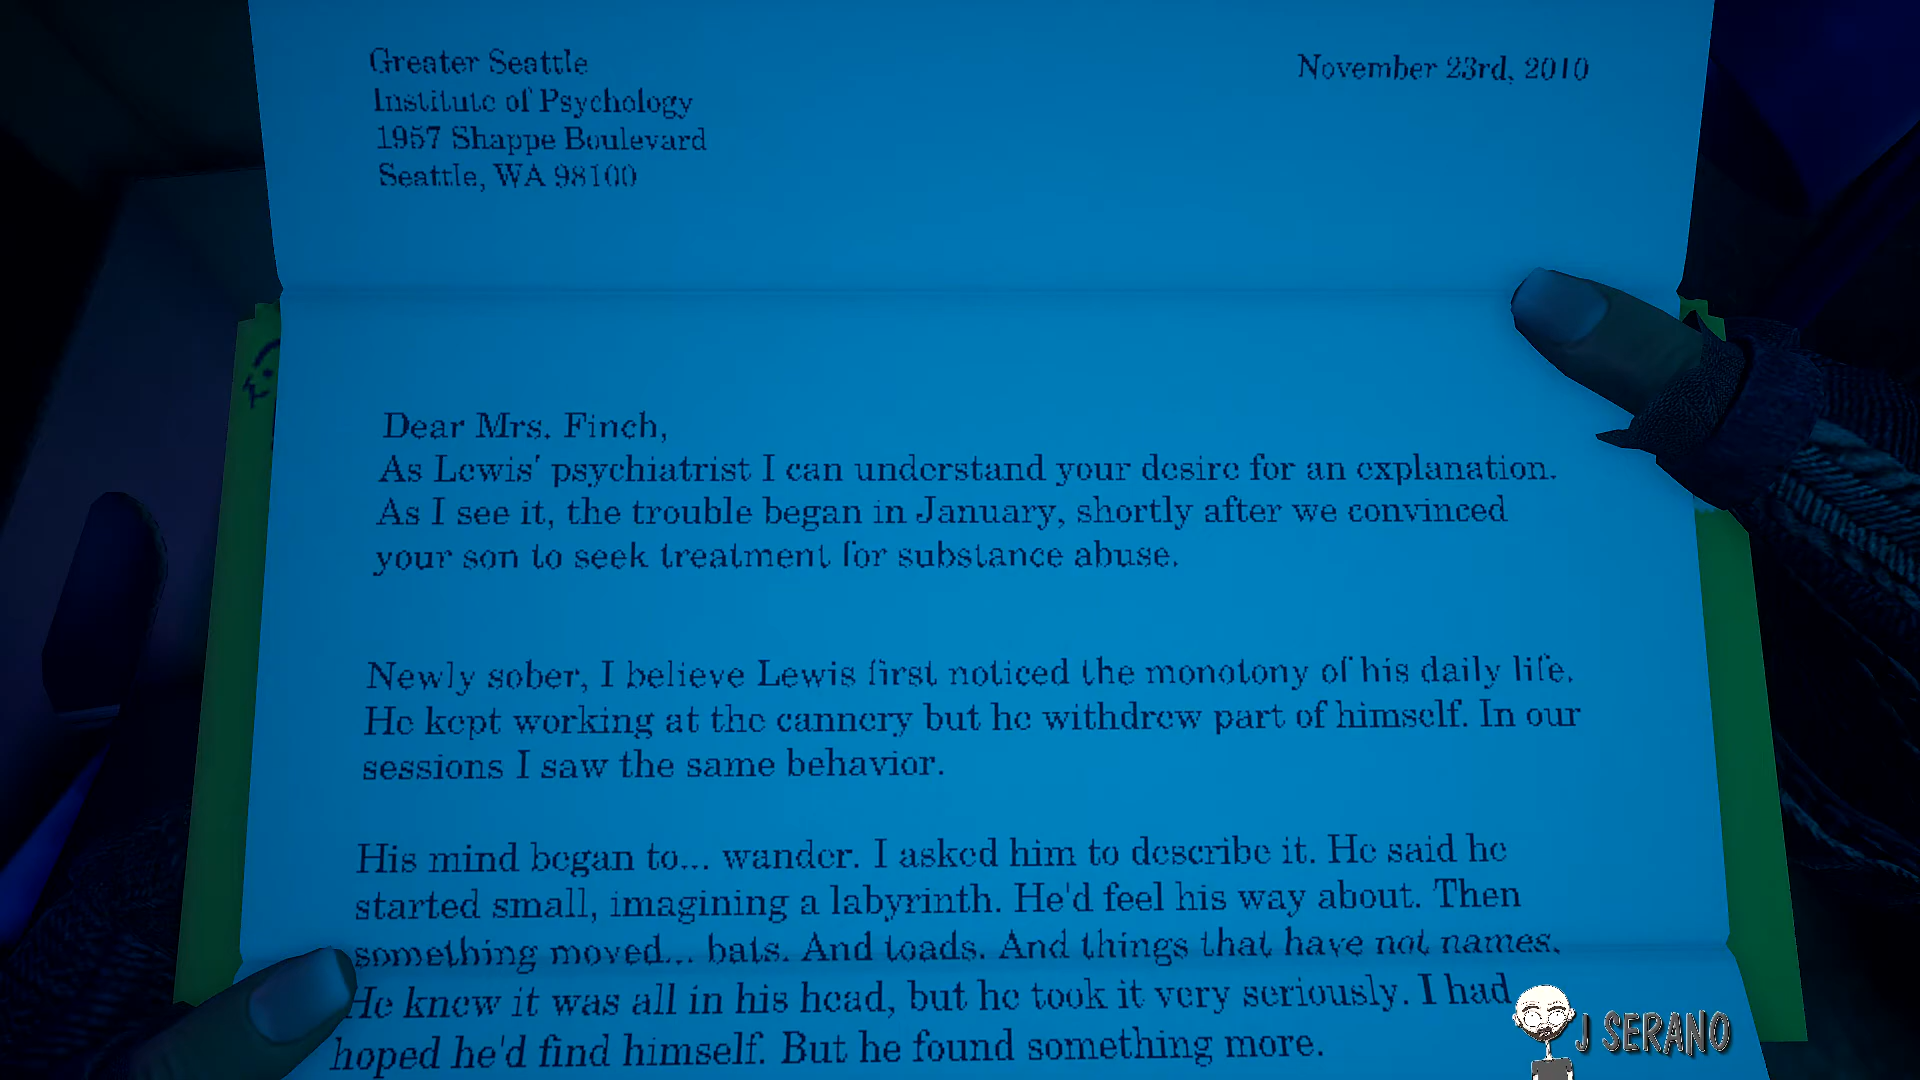 Greater Seattle
Institute of Psychology
1957 Shappe Boulevard
Seattle, WA 98100
November 23rd, 2010
Dear Mrs. Finch,
As Lewis' psychiatrist I can understand your desire for an explanation.
As I see it, the trouble began in January, shortly after we convinced
your son to seek treatment for substance abuse.
Newly sober, I believe Lewis first noticed the monotony of his daily life.
He kept working at the cannery but he withdrew part of himself. In our
sessions I saw the same behavior.
His mind began to... wander. I asked him to describe it. He said he
started small, imagining a labyrinth. He'd feel his way about. Then
something moved... bats. And toads. And things that have not names.
He knew it was all in his head, but he took it very seriously. I had
hoped he'd find himself. But he found something more.
J SERANO